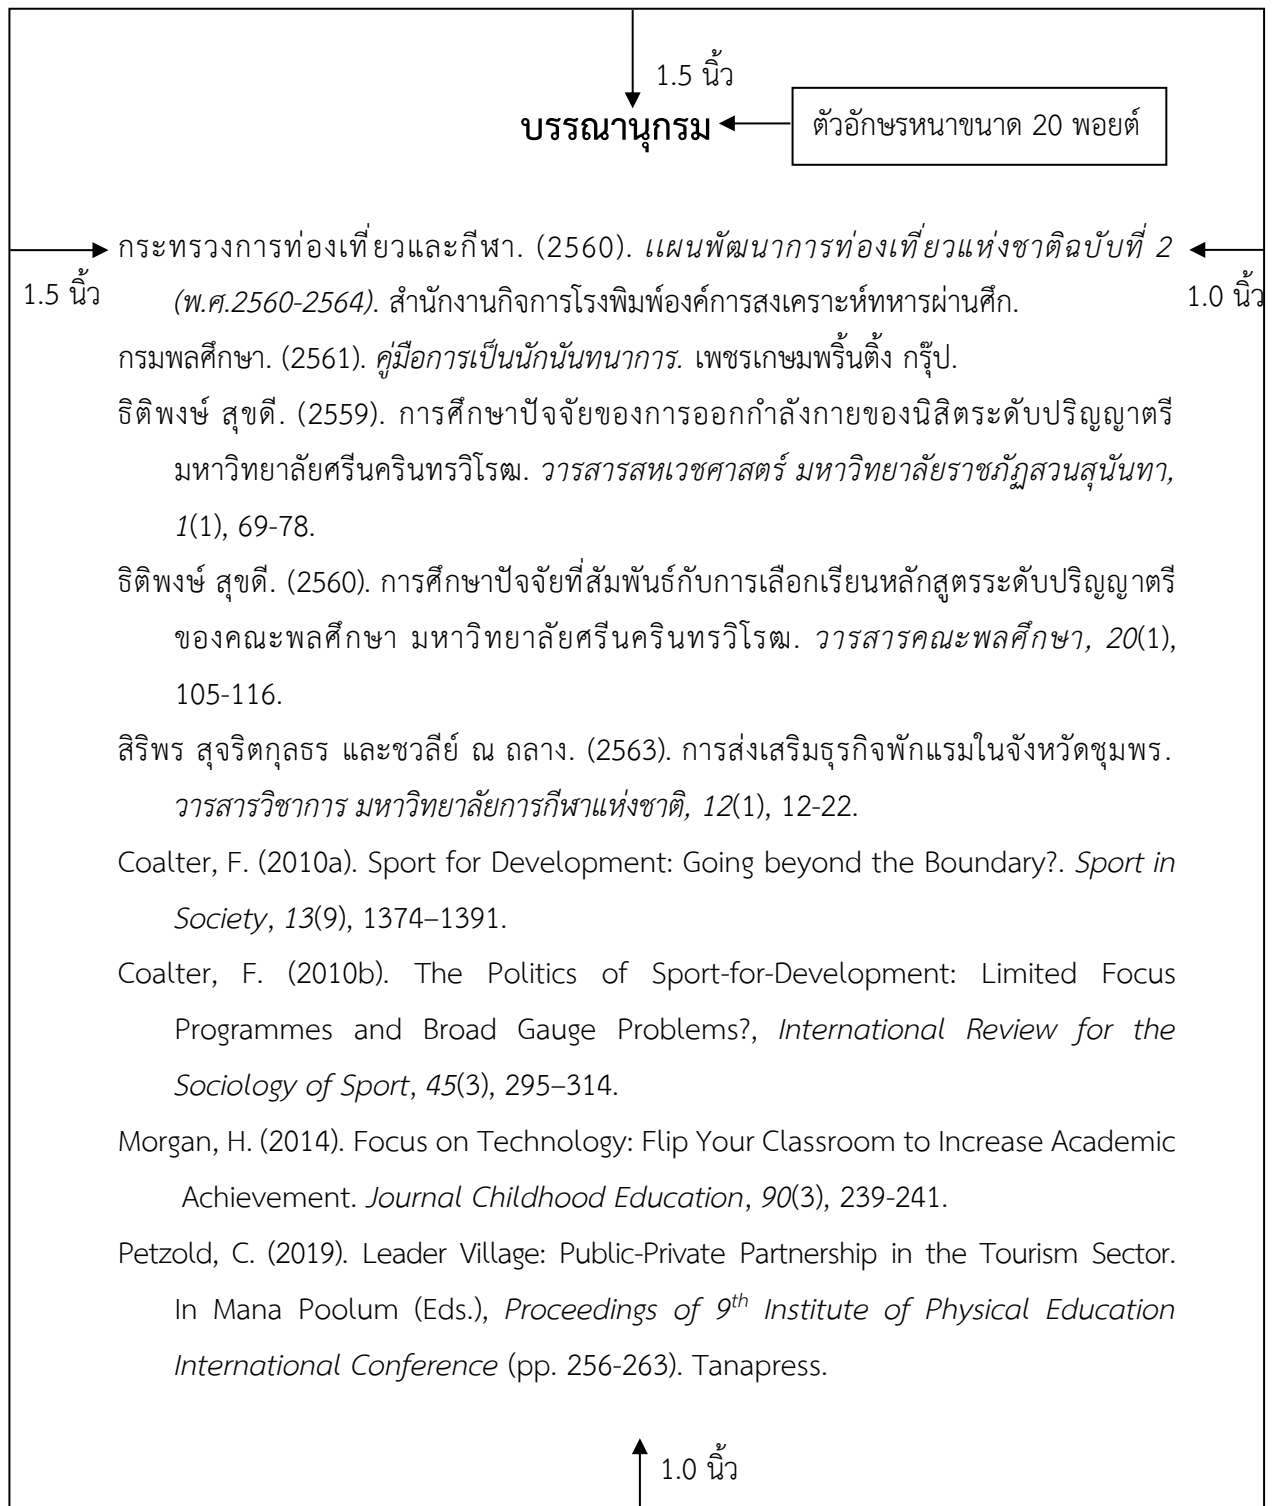 1.5 นิ้ว
บรรณานุกรม
ตัวอักษรหนาขนาด 20 พอยต์
กระทรวงการท่องเที่ยวและกีฬา. (2560). แผนพัฒนาการท่องเที่ยวแห่งชาติฉบับที่ 2
1.5 นิ้ว
(พ.ศ.2560-2564). สำนักงานกิจการโรงพิมพ์องค์การสงเคราะห์ทหารผ่านศึก.
1.0 นิ้ว
กรมพลศึกษา. (2561). คู่มือการเป็นนักนันทนาการ. เพชรเกษมพริ้นติ้ง กรุ๊ป.
ธิติพงษ์ สุขดี. (2559). การศึกษาปัจจัยของการออกกำลังกายของนิสิตระดับปริญญาตรี
มหาวิทยาลัยศรีนครินทรวิโรฒ. วารสารสหเวชศาสตร์ มหาวิทยาลัยราชภัฏสวนสุนันทา,
1(1), 69-78.
ธิติพงษ์ สุขดี. (2560). การศึกษาปัจจัยที่สัมพันธ์กับการเลือกเรียนหลักสูตรระดับปริญญาตรี
ของคณะพลศึกษา มหาวิทยาลัยศรีนครินทรวิโรฒ. วารสารคณะพลศึกษา, 20(1),
105-116.
สิริพร สุจริตกุลธร และชวลีย์ ณ ถลาง. (2563). การส่งเสริมธุรกิจพักแรมในจังหวัดชุมพร.
วารสารวิชาการ มหาวิทยาลัยการกีฬาแห่งชาติ, 12(1), 12-22.
Coalter, F. (2010a). Sport for Development: Going beyond the Boundary?. Sport in
Society, 13(9), 1374–1391.
Coalter, F. (2010b). The Politics of Sport-for-Development: Limited Focus
Programmes and Broad Gauge Problems?, International Review for the
Sociology of Sport, 45(3), 295–314.
Morgan, H. (2014). Focus on Technology: Flip Your Classroom to Increase Academic
Achievement. Journal Childhood Education, 90(3), 239-241.
Petzold, C. (2019). Leader Village: Public-Private Partnership in the Tourism Sector.
In Mana Poolum (Eds.), Proceedings of 9th Institute of Physical Education
International Conference (pp. 256-263). Tanapress.
1.0 นิ้ว